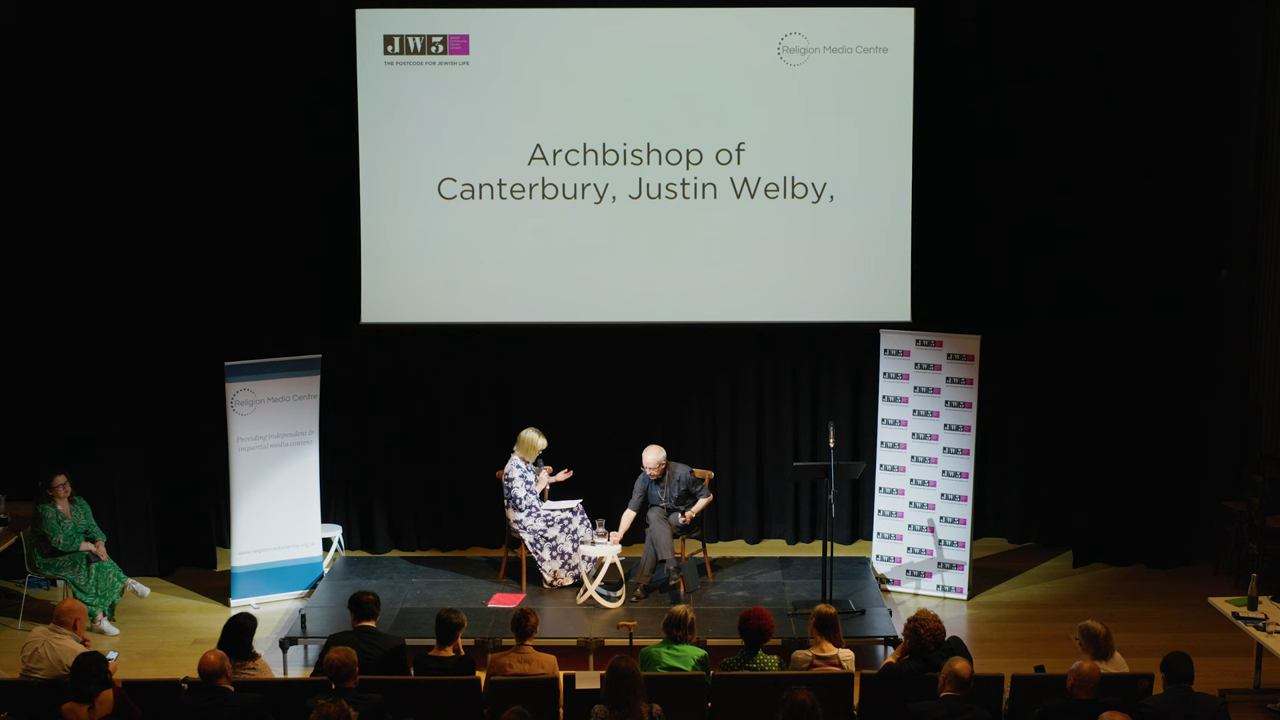 JW3
THE POSTCODE FOR JEWISH LIFE
Religion Media Centre
Archbishop of
Canterbury, Justin Welby,
Religion Media Centre
Providing independent &
impartial media content
JW3